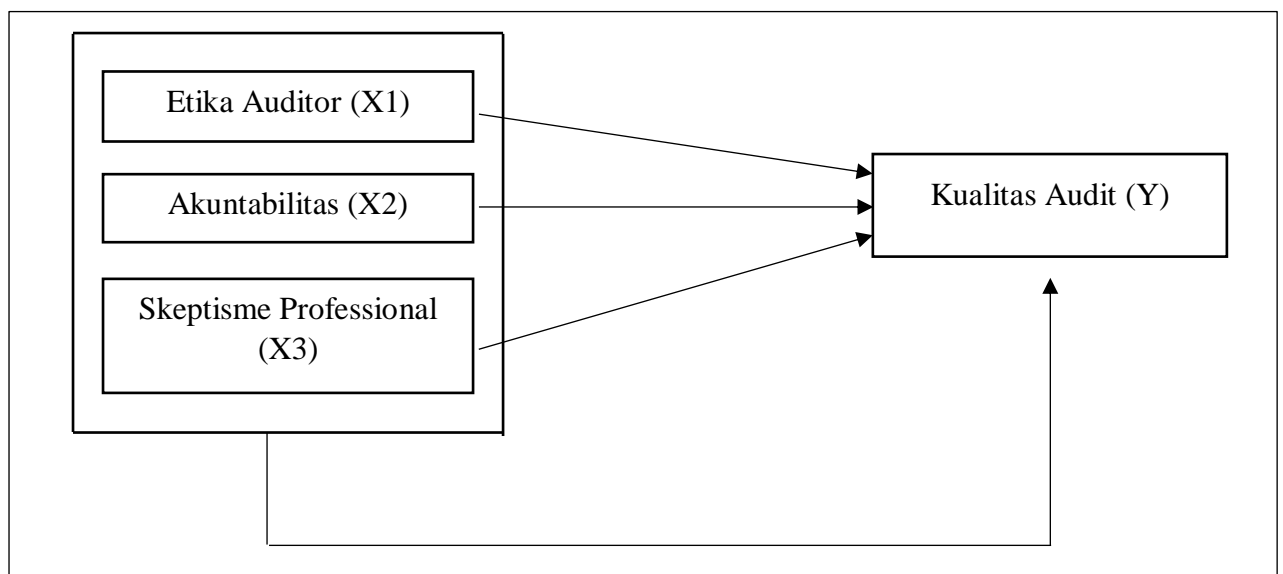 Etika Auditor (X1)
Akuntabilitas (X2)
Skeptisme Professional
(X3)
Kualitas Audit (Y)